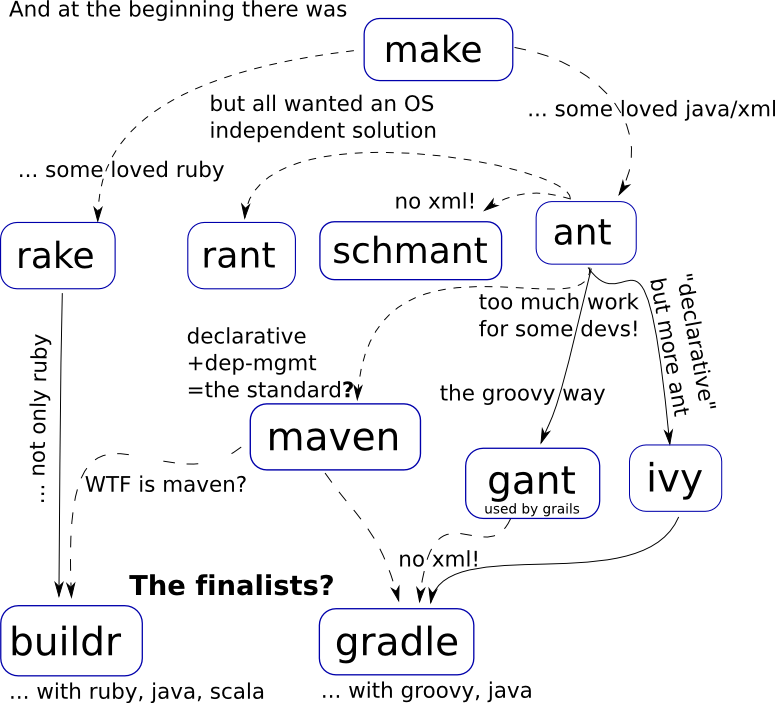 And at the beginning there was
make
but all wanted an OS
independent solution
... some loved java/xml
... some loved ruby
no xml!
rake
rant
schmant
ant
too much work
for some devs!
"declarative"
but more ant
declarative
+dep-mgmt
=the standard?
... not only ruby
the groovy way
maven
WTF is maven?
gant
used by grails
ivy
no xml!
The finalists?
buildr
gradle
... with ruby, java, scala
... with groovy, java